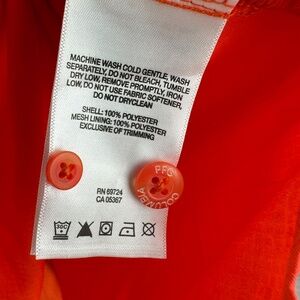 MACHINE WASH COLD GENTLE, WASH
SEPARATELY, DO NOT BLEACH, TUMBLE
DRY LOW, REMOVE PROMPTLY, IRON
LOW, DO NOT USE FABRIC SOFTENER,
DO NOT DRYCLEAN
SHELL: 100% POLYESTER
MESH LINING: 100% POLYESTER
EXCLUSIVE OF TRIMMING
PFG
COLUMBIA
RN 69724
CA 05367
30C